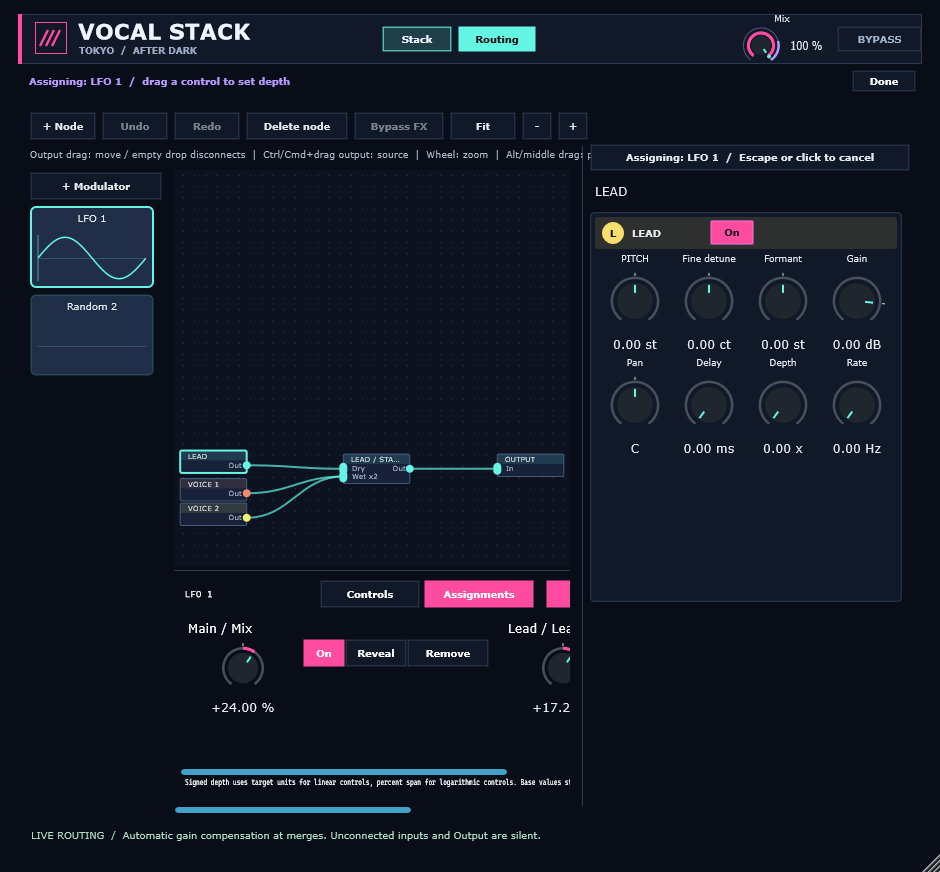 VOCAL STACK
TOKYO / AFTER DARK
Stack
Routing
Mix
100 %
BYPASS
Assigning: LFO 1 / drag a control to set depth
Done
+ Node
Undo
Redo
Delete node
Bypass FX
Fit
-
+
Output drag: move / empty drop disconnects | Ctrl/Cmd+drag output: source | Wheel: zoom | Alt/middle drag: p
Assigning: LFO 1 / Escape or click to cancel
+ Modulator
LFO 1
Random 2
LEAD
L LEAD
On
PITCH
Fine detune
Formant
Gain
0.00 st
0.00 ct
0.00 st
0.00 dB
Pan
Delay
Depth
Rate
C
0.00 ms
0.00 x
0.00 Hz
LEAD
Out
VOICE 1
Out
VOICE 2
Out
LEAD / STA...
Dry
Out
Wet x2
OUTPUT
In
LFO 1
Controls
Assignments
Main / Mix
On
Reveal
Remove
+24.00 %
Lead / Lea
+17.2
Signed depth uses target units for linear controls, percent span for logarithmic controls. Base values st
LIVE ROUTING / Automatic gain compensation at merges. Unconnected inputs and Output are silent.